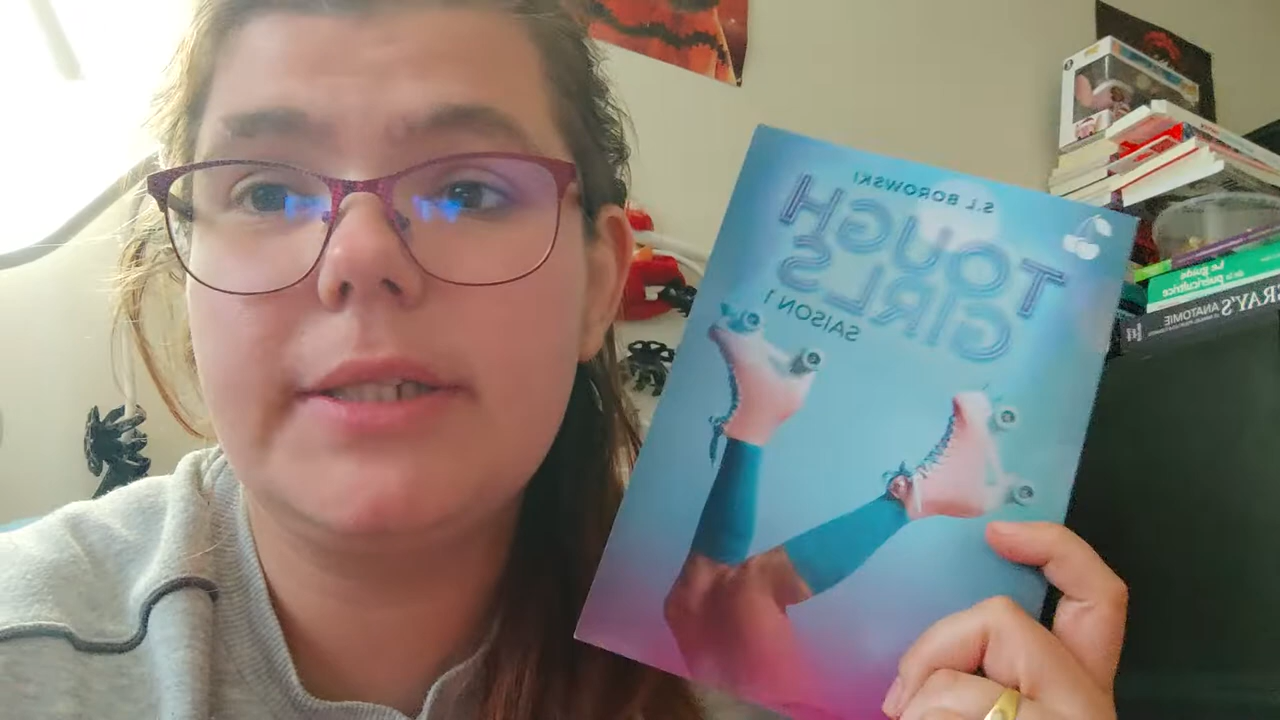 S.L BOROWSKI
TOUGH
GIRLS
SAISON 1
Le guide
de la puéricultrice
GRAY'S ANATOMIE